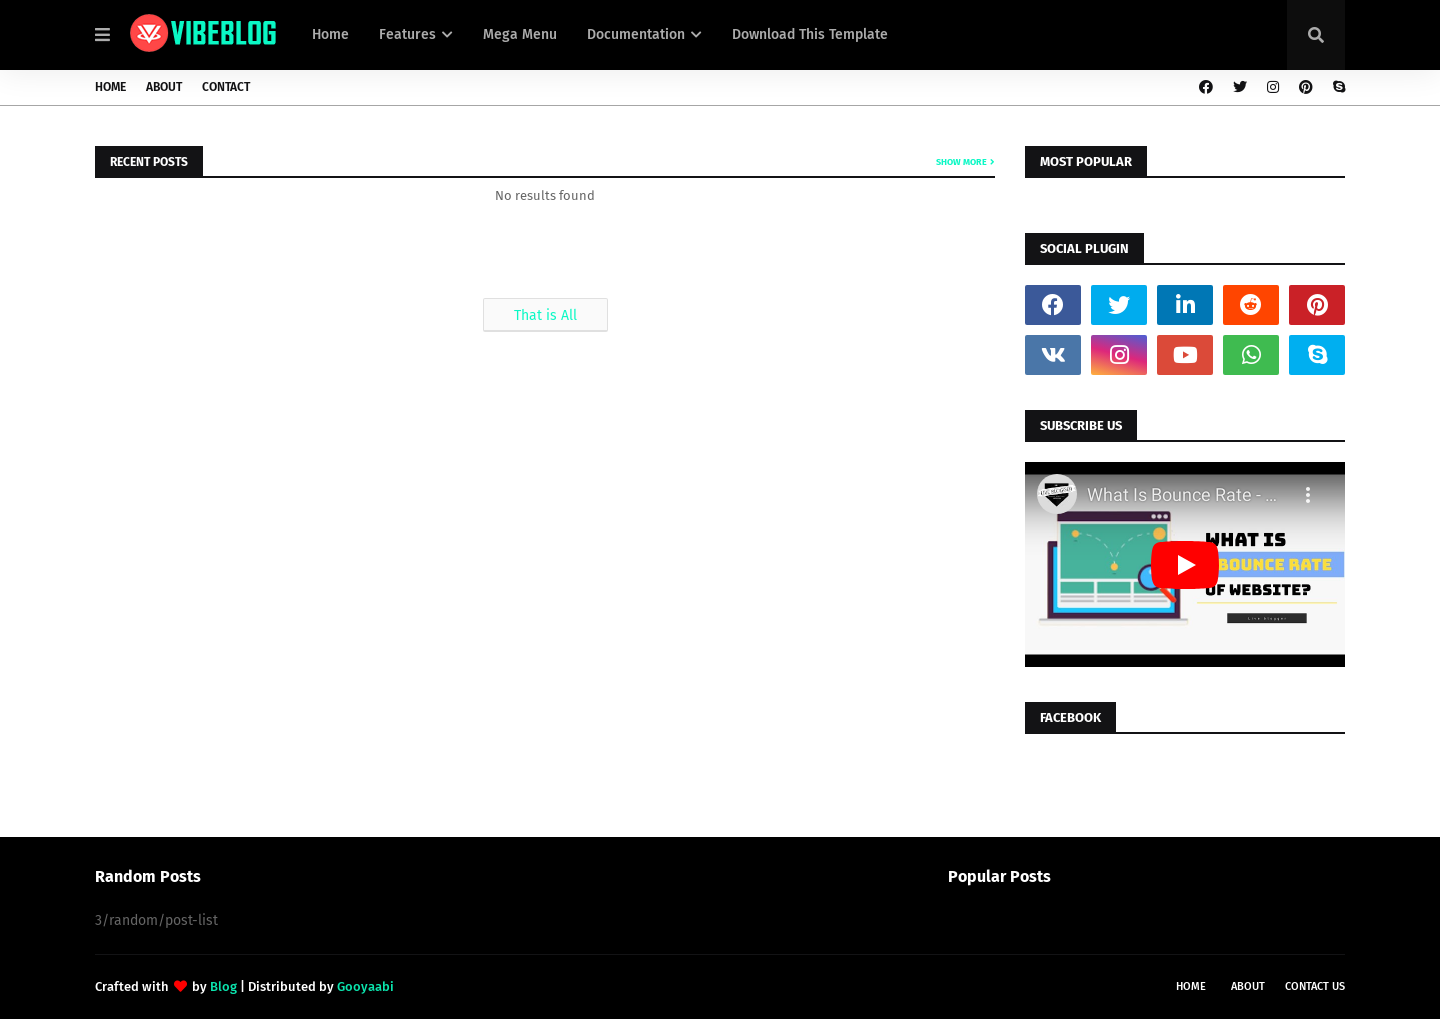 VIBEBLOG Home Features Mega Menu Documentation Download This Template
HOME ABOUT CONTACT
RECENT POSTS SHOW MORE
No results found
That is All
MOST POPULAR
SOCIAL PLUGIN
SUBSCRIBE US
What Is Bounce Rate - ...
WHAT IS
BOUNCE RATE
OF WEBSITE?
Live Blogger
FACEBOOK
Random Posts
3/random/post-list
Popular Posts
Crafted with by Blog | Distributed by Gooyaabi
HOME ABOUT CONTACT US